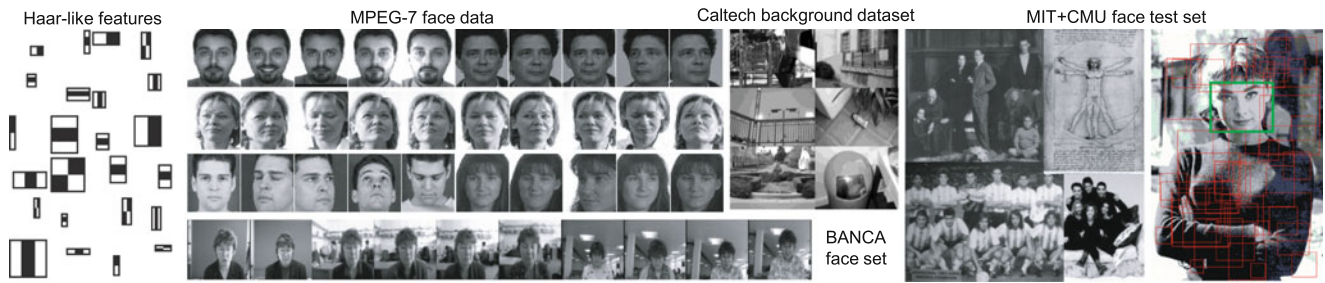 Haar-like features
MPEG-7 face data
Caltech background dataset
MIT+CMU face test set
BANCA
face set